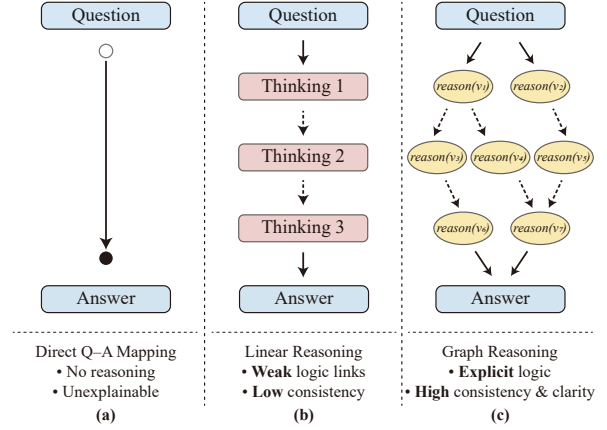 Question
Answer
Direct Q–A Mapping
• No reasoning
• Unexplainable
(a)
Question
Thinking 1
Thinking 2
Thinking 3
Answer
Linear Reasoning
• Weak logic links
• Low consistency
(b)
Question
reason(v₁) reason(v₂)
reason(v₃) reason(v₄) reason(v₅)
reason(v₆) reason(v₇)
Answer
Graph Reasoning
• Explicit logic
• High consistency & clarity
(c)